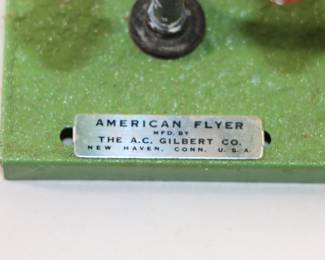 AMERICAN FLYER
MFD. BY
THE A.C. GILBERT CO.
NEW HAVEN, CONN. U.S.A.